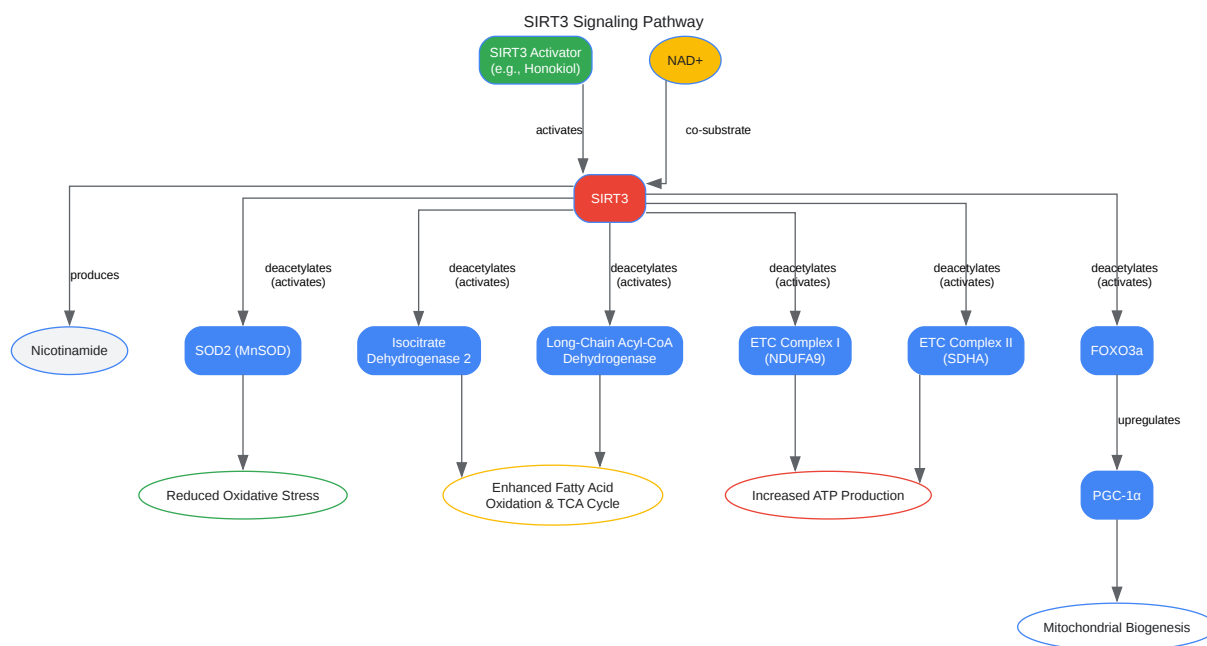 SIRT3 Signaling Pathway
SIRT3 Activator
(e.g., Honokiol)
NAD+
activates
co-substrate
SIRT3
produces
deacetylates
(activates)
deacetylates
(activates)
deacetylates
(activates)
deacetylates
(activates)
deacetylates
(activates)
deacetylates
(activates)
Nicotinamide
SOD2 (MnSOD)
Isocitrate
Dehydrogenase 2
Long-Chain Acyl-CoA
Dehydrogenase
ETC Complex I
(NDUFA9)
ETC Complex II
(SDHA)
FOXO3a
upregulates
Reduced Oxidative Stress
Enhanced Fatty Acid
Oxidation & TCA Cycle
Increased ATP Production
PGC-1α
Mitochondrial Biogenesis